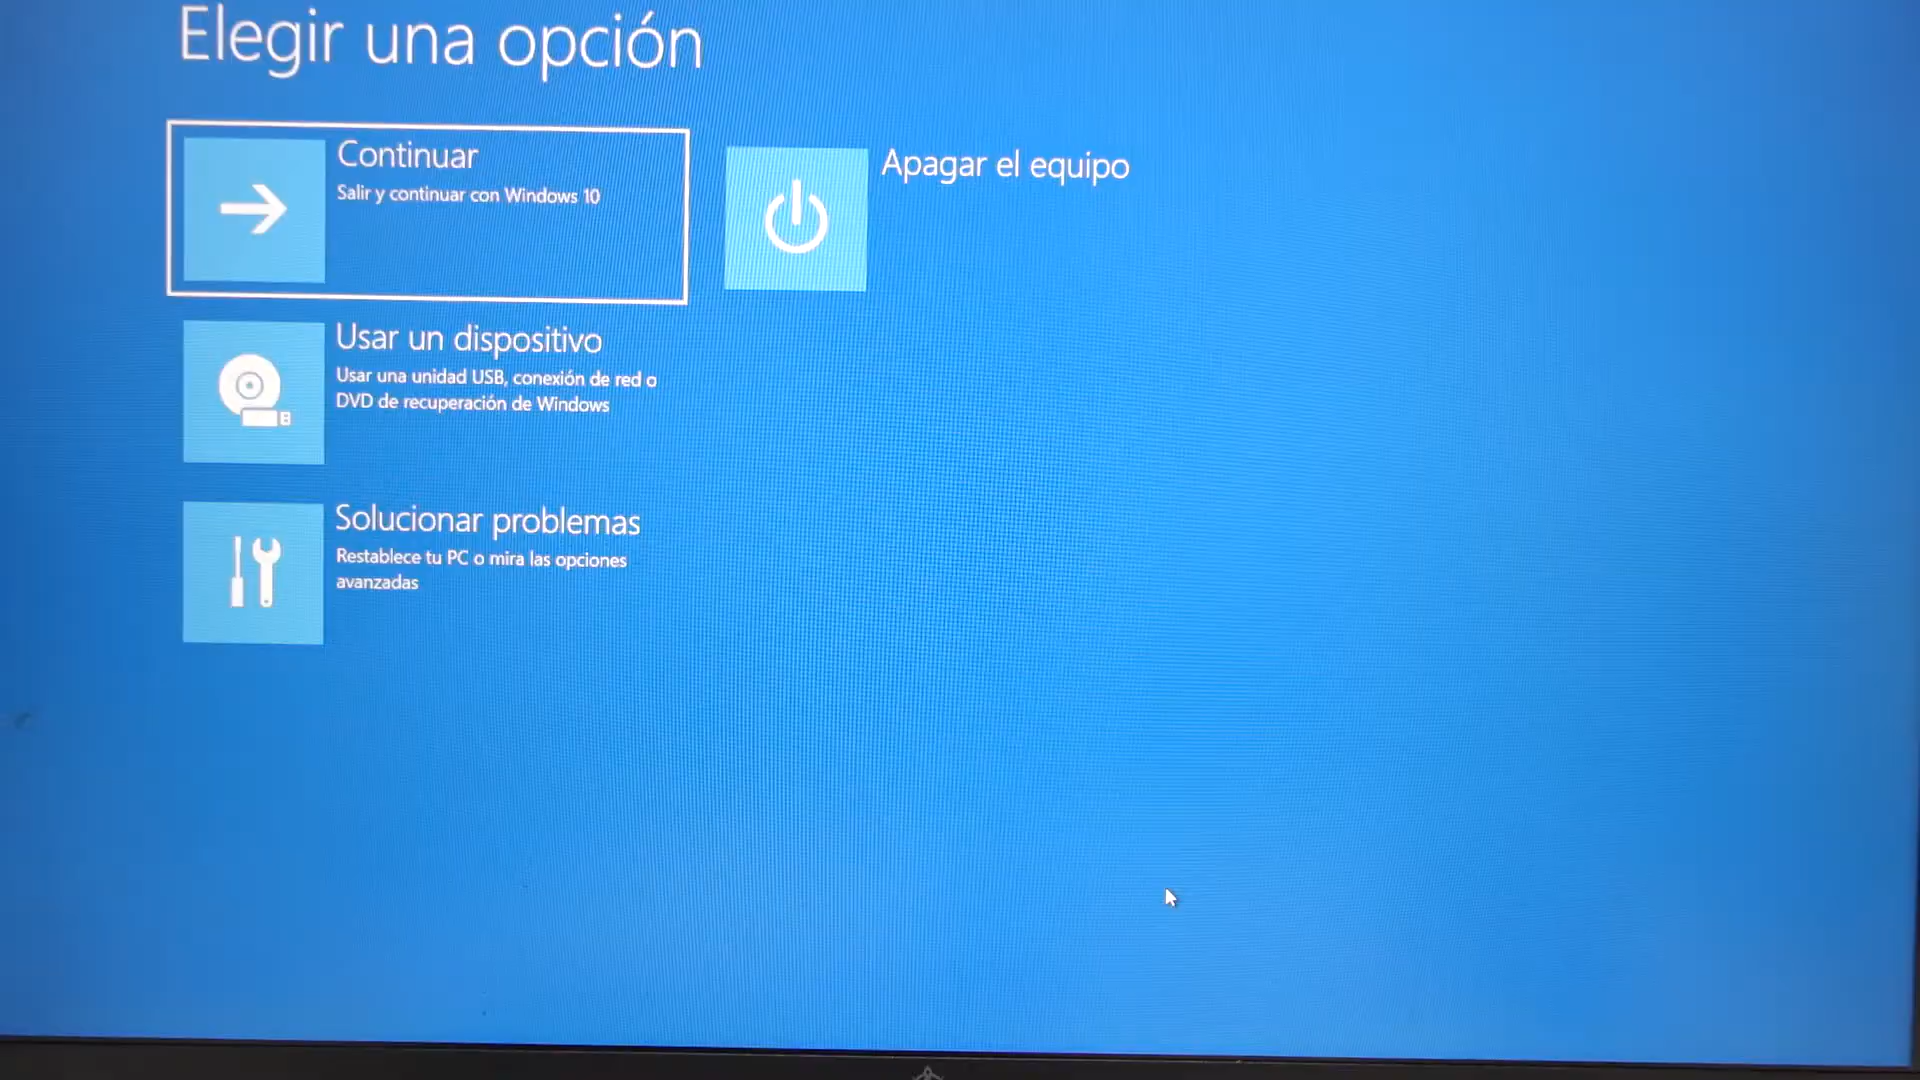 Elegir una opción
Continuar
Salir y continuar con Windows 10
Apagar el equipo
Usar un dispositivo
Usar una unidad USB, conexión de red o
DVD de recuperación de Windows
Solucionar problemas
Restablece tu PC o mira las opciones
avanzadas